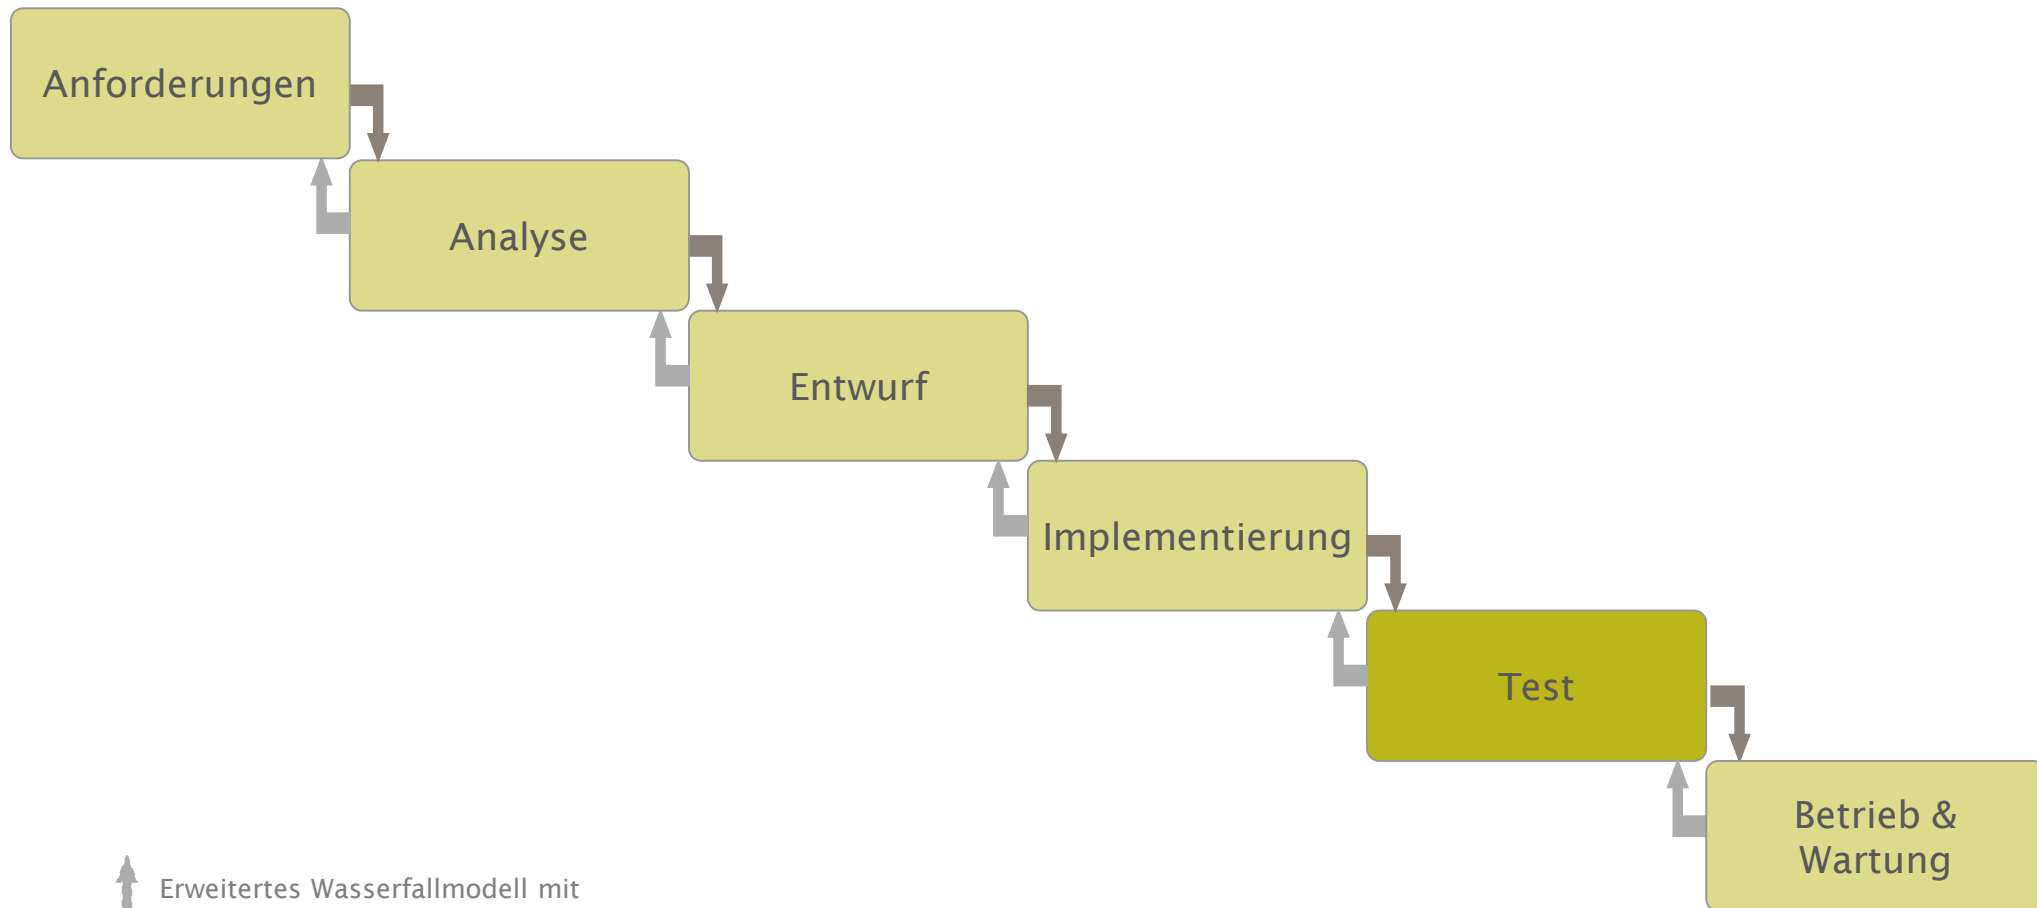 Anforderungen
Analyse
Entwurf
Implementierung
Test
Betrieb &
Wartung
Erweitertes Wasserfallmodell mit